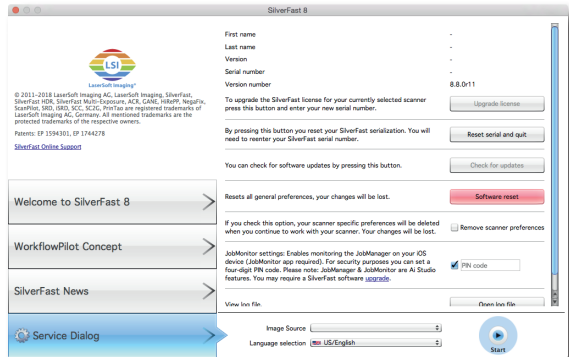 SilverFast 8
LSI
LaserSoft Imaging®
© 2011–2018 LaserSoft Imaging AG, LaserSoft Imaging, SilverFast,
SilverFast HDR, SilverFast Multi-Exposure, ACR, GANE, HiRePP, NegaFix,
ScanPilot, SRD, iSRD, SCC, SC2G, PrinTao are registered trademarks of
LaserSoft Imaging AG, Germany. All mentioned trademarks are the
protected trademarks of the respective owners.
Patents: EP 1594301, EP 1744278
SilverFast Online Support
Welcome to SilverFast 8
WorkflowPilot Concept
SilverFast News
Service Dialog
First name -
Last name -
Version -
Serial number -
Version number 8.8.0r11
To upgrade the SilverFast license for your currently selected scanner
press this button and enter your new serial number.
Upgrade license
By pressing this button you reset your SilverFast serialization. You will
need to reenter your SilverFast serial number.
Reset serial and quit
You can check for software updates by pressing this button.
Check for updates
Resets all general preferences, your changes will be lost.
Software reset
If you check this option, your scanner specific preferences will be deleted
when you continue to work with your scanner. Your changes will be lost.
Remove scanner preferences
JobMonitor settings: Enables monitoring the JobManager on your iOS
device (JobMonitor app required). For security purposes you can set a
four-digit PIN code. Please note: JobManager & JobMonitor are Ai Studio
features. You may require a SilverFast software upgrade.
PIN code
View log file.
Open log file
Image Source
Language selection US/English
Start